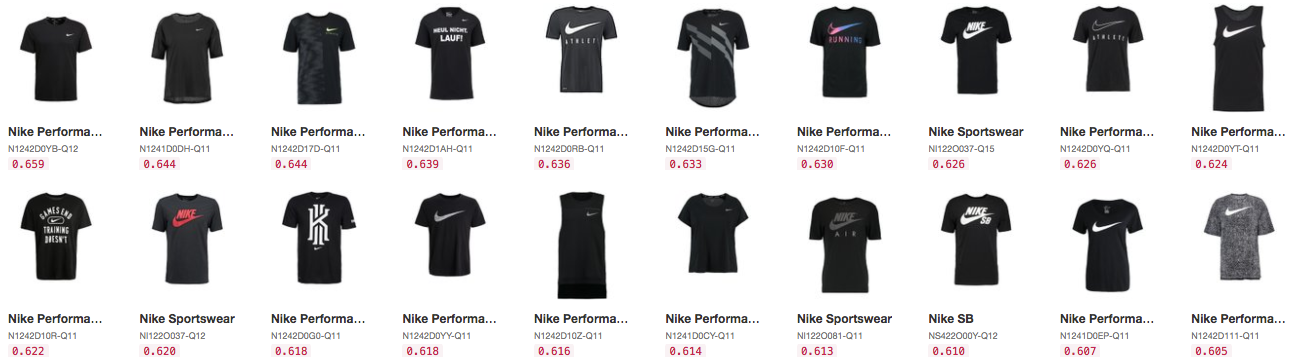 HEUL NICHT,
LAUF!
ATHLETE
RUNNING
NIKE
ATHLETE
Nike Performa...
Nike Performa...
Nike Performa...
Nike Performa...
Nike Performa...
Nike Performa...
Nike Performa...
Nike Sportswear
Nike Performa...
Nike Performa...
N1242D0YB-Q12
N1241D0DH-Q11
N1242D17D-Q11
N1242D1AH-Q11
N1242D0RB-Q11
N1242D15G-Q11
N1242D10F-Q11
NI122O037-Q15
N1242D0YQ-Q11
N1242D0YT-Q11
0.659
0.644
0.644
0.639
0.636
0.633
0.630
0.626
0.626
0.624
GAMES END
TRAINING
DOESN'T
NIKE
NIKE
AIR
NIKE
SB
Nike Performa...
Nike Sportswear
Nike Performa...
Nike Performa...
Nike Performa...
Nike Performa...
Nike Sportswear
Nike SB
Nike Performa...
Nike Performa...
N1242D10R-Q11
NI122O037-Q12
N1242D0G0-Q11
N1242D0YY-Q11
N1242D10Z-Q11
N1241D0CY-Q11
NI122O081-Q11
NS422O00Y-Q12
N1241D0EP-Q11
N1242D111-Q11
0.622
0.620
0.618
0.618
0.616
0.614
0.613
0.610
0.607
0.605